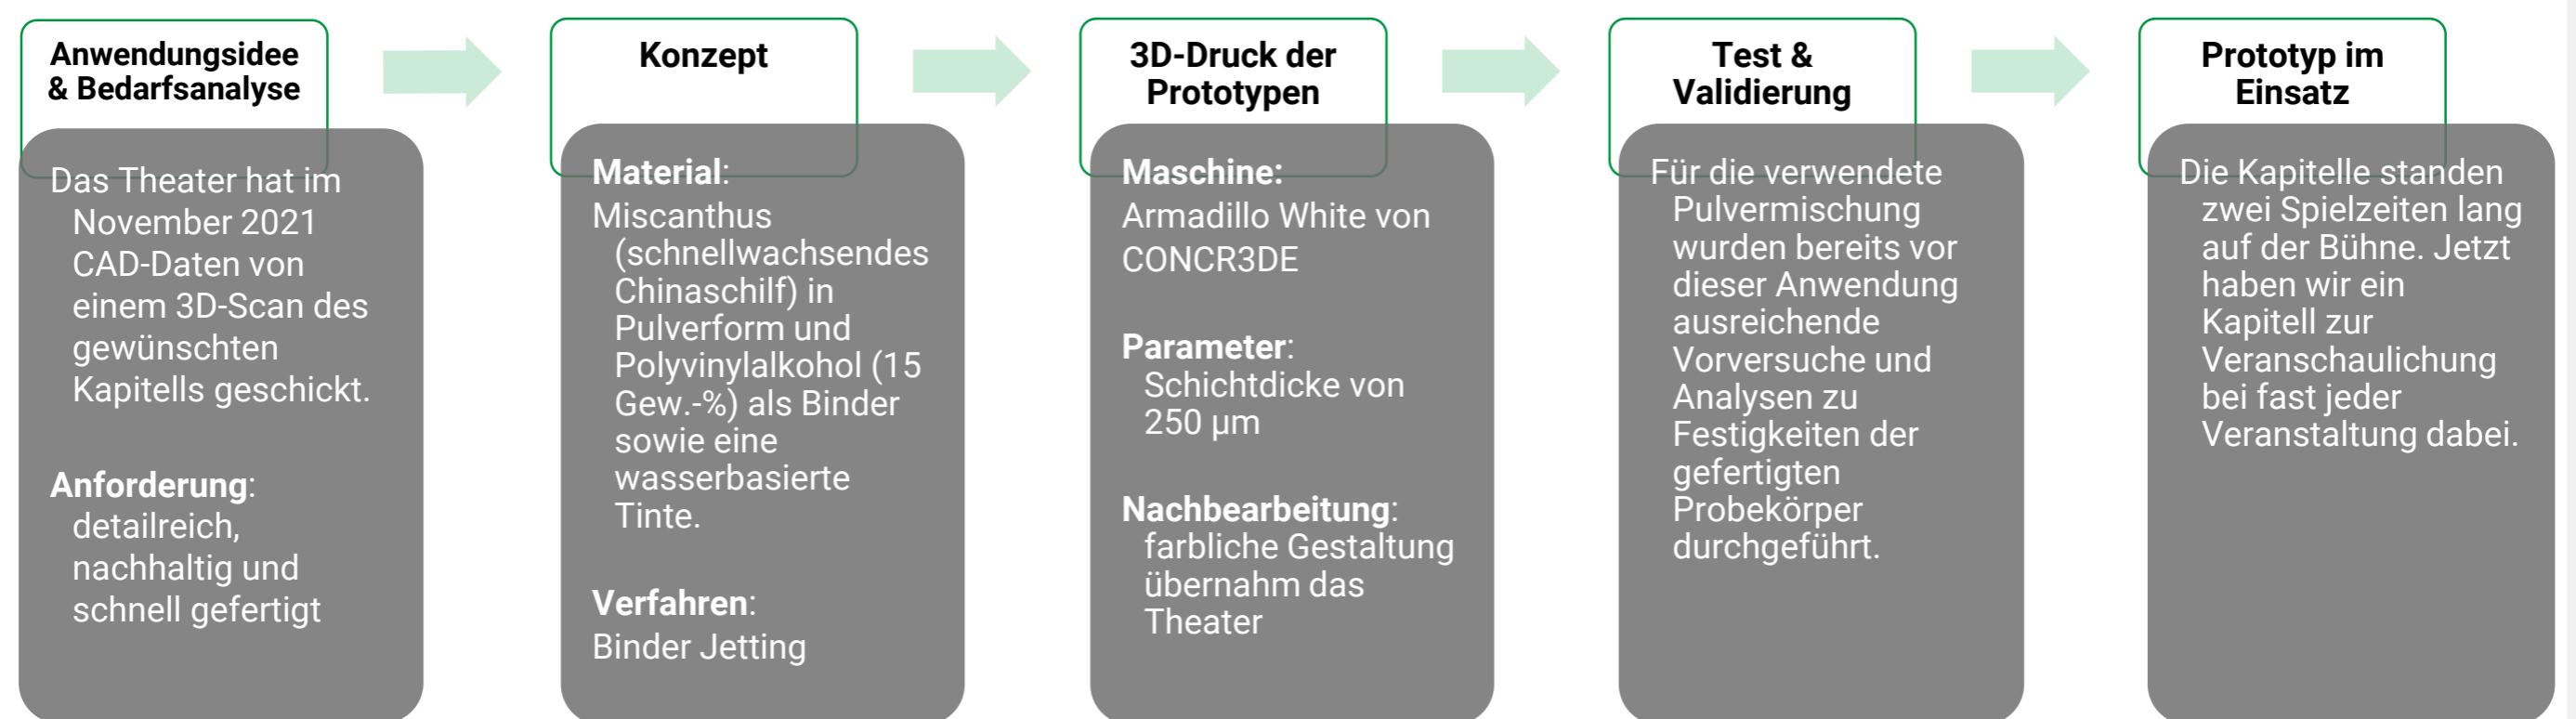 Anwendungsidee
& Bedarfsanalyse
Das Theater hat im
November 2021
CAD-Daten von
einem 3D-Scan des
gewünschten
Kapitells geschickt.
Anforderung:
detailreich,
nachhaltig und
schnell gefertigt
Konzept
Material:
Miscanthus
(schnellwachsendes
Chinaschilf) in
Pulverform und
Polyvinylalkohol (15
Gew.-%) als Binder
sowie eine
wasserbasierte
Tinte.
Verfahren:
Binder Jetting
3D-Druck der
Prototypen
Maschine:
Armadillo White von
CONCR3DE
Parameter:
Schichtdicke von
250 µm
Nachbearbeitung:
farbliche Gestaltung
übernahm das
Theater
Test &
Validierung
Für die verwendete
Pulvermischung
wurden bereits vor
dieser Anwendung
ausreichende
Vorversuche und
Analysen zu
Festigkeiten der
gefertigten
Probekörper
durchgeführt.
Prototyp im
Einsatz
Die Kapitelle standen
zwei Spielzeiten lang
auf der Bühne. Jetzt
haben wir ein
Kapitell zur
Veranschaulichung
bei fast jeder
Veranstaltung dabei.